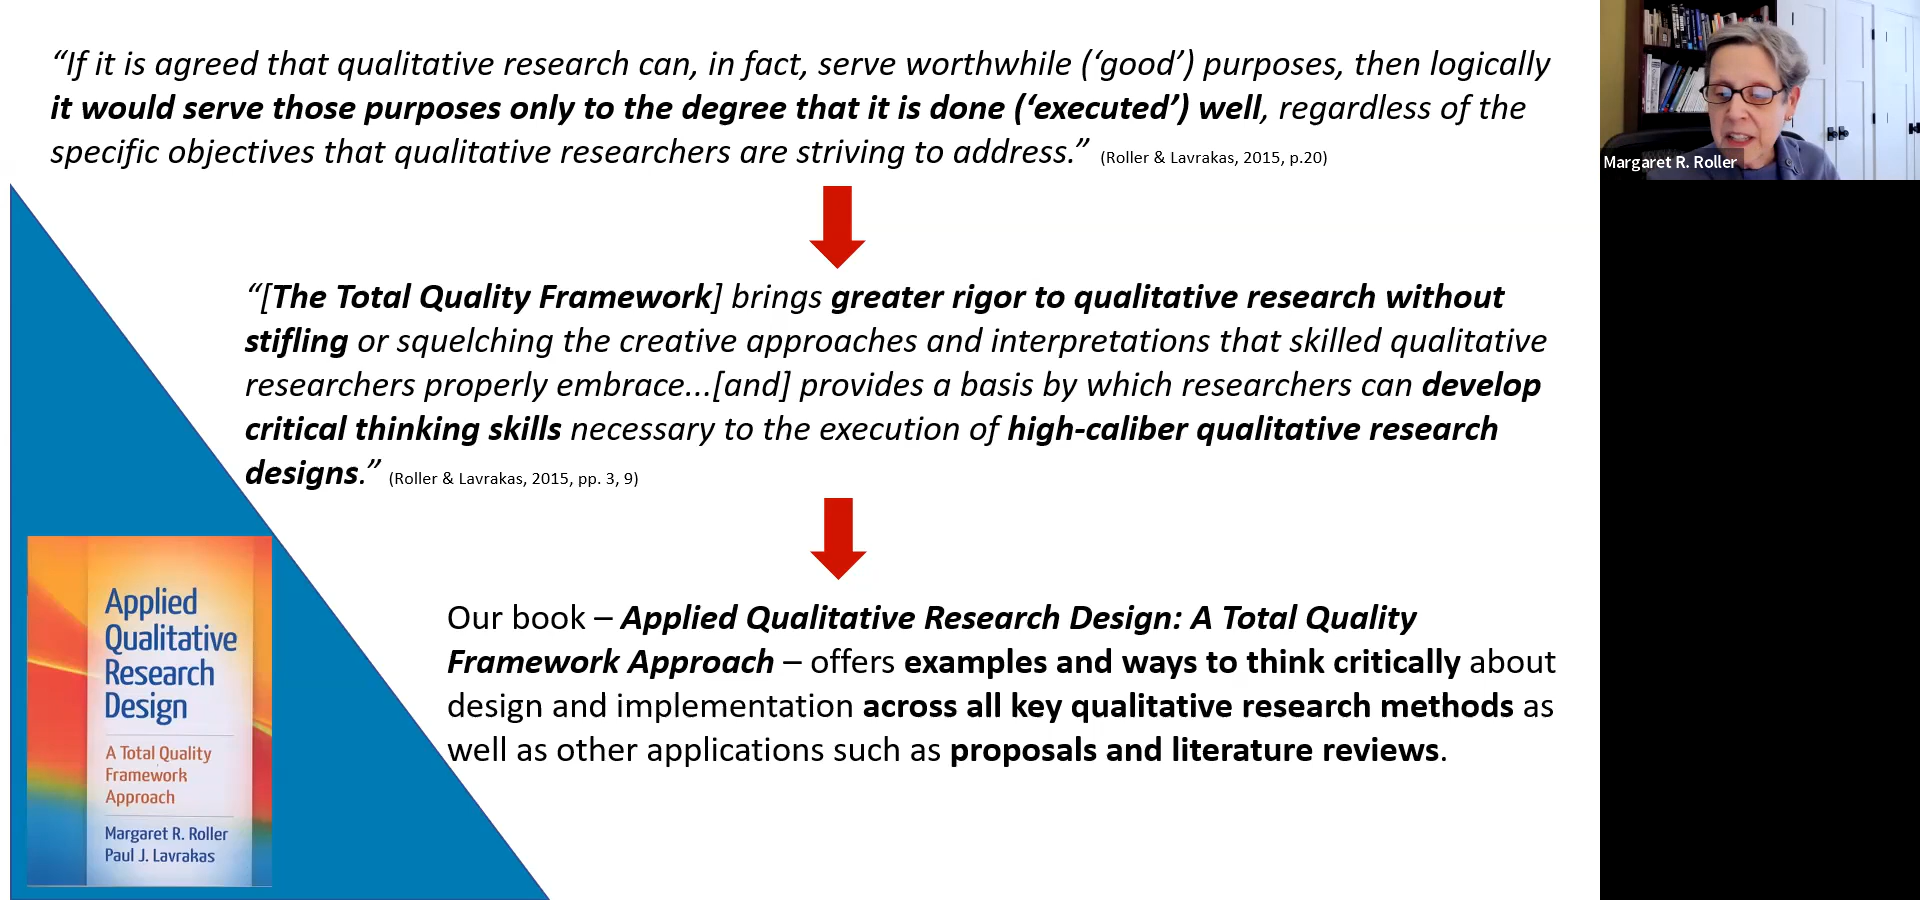 “If it is agreed that qualitative research can, in fact, serve worthwhile (‘good’) purposes, then logically
it would serve those purposes only to the degree that it is done (‘executed’) well, regardless of the
specific objectives that qualitative researchers are striving to address.” (Roller & Lavrakas, 2015, p.20)
“[The Total Quality Framework] brings greater rigor to qualitative research without
stifling or squelching the creative approaches and interpretations that skilled qualitative
researchers properly embrace...[and] provides a basis by which researchers can develop
critical thinking skills necessary to the execution of high-caliber qualitative research
designs.” (Roller & Lavrakas, 2015, pp. 3, 9)
Our book – Applied Qualitative Research Design: A Total Quality
Framework Approach – offers examples and ways to think critically about
design and implementation across all key qualitative research methods as
well as other applications such as proposals and literature reviews.
Applied
Qualitative
Research
Design
A Total Quality
Framework
Approach
Margaret R. Roller
Paul J. Lavrakas
Margaret R. Roller